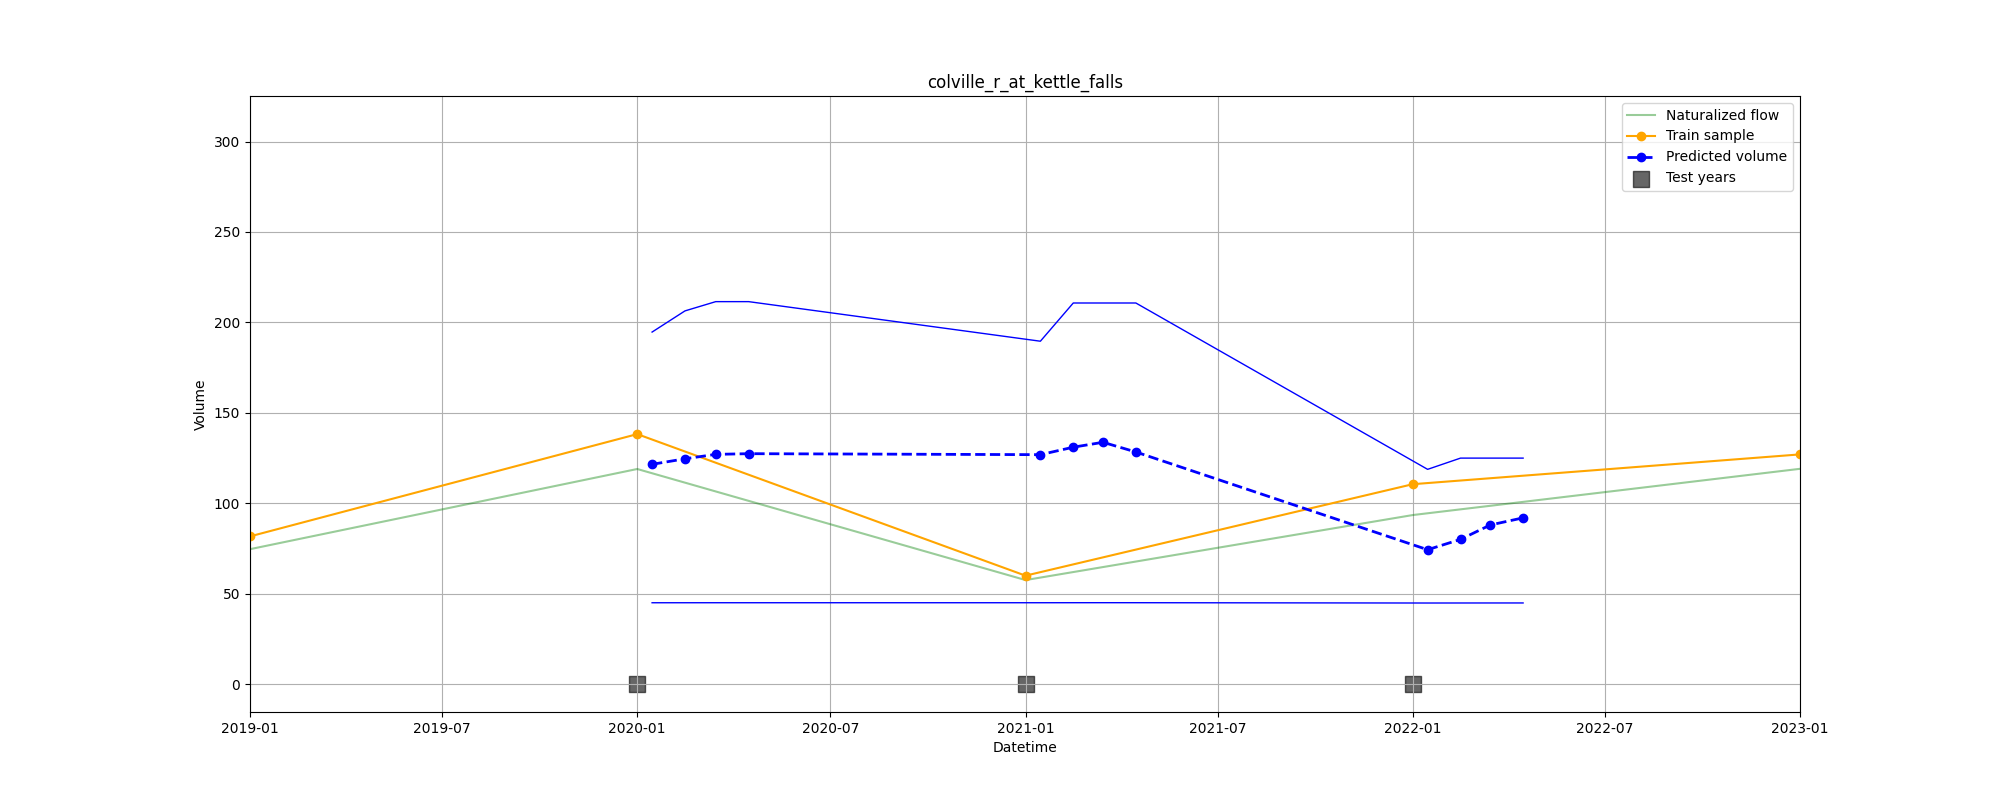 colville_r_at_kettle_falls
Naturalized flow
Train sample
Predicted volume
Test years
300
250
200
150
100
50
0
Volume
2019-01 2019-07 2020-01 2020-07 2021-01 2021-07 2022-01 2022-07 2023-01
Datetime